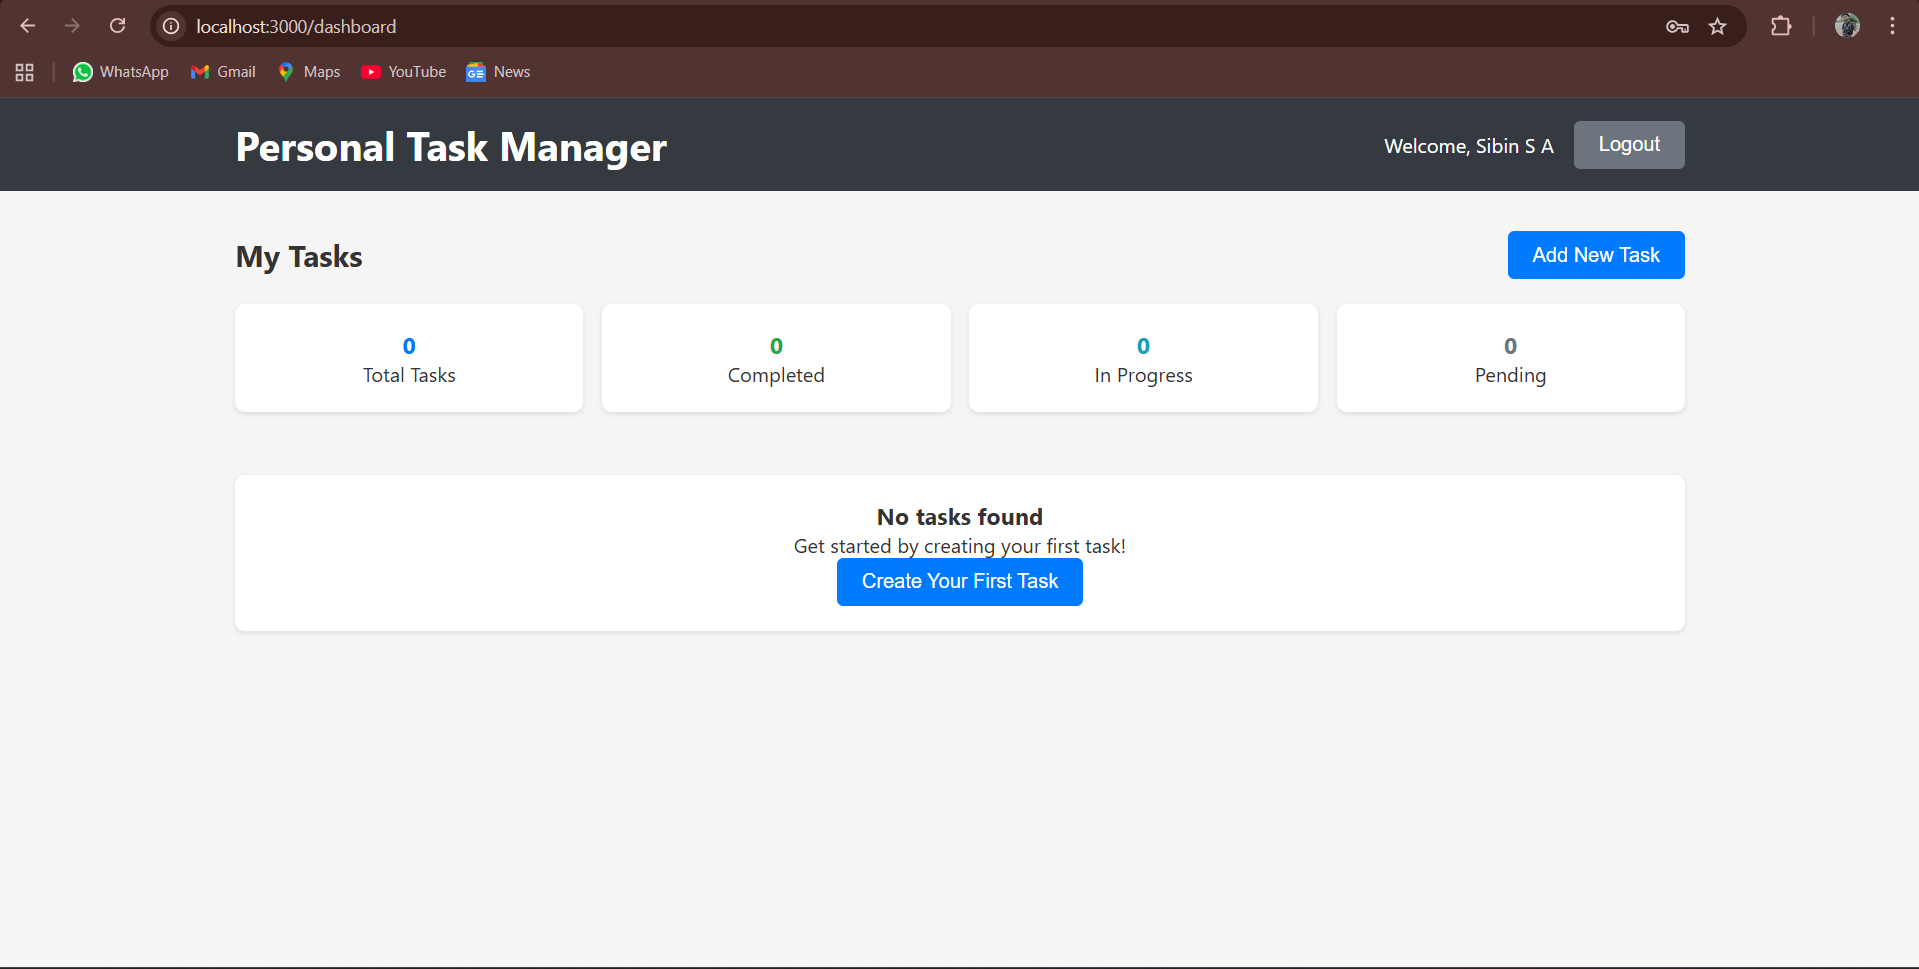 localhost:3000/dashboard
WhatsApp Gmail Maps YouTube News
Personal Task Manager
Welcome, Sibin S A
Logout
My Tasks
Add New Task
0
Total Tasks
0
Completed
0
In Progress
0
Pending
No tasks found
Get started by creating your first task!
Create Your First Task